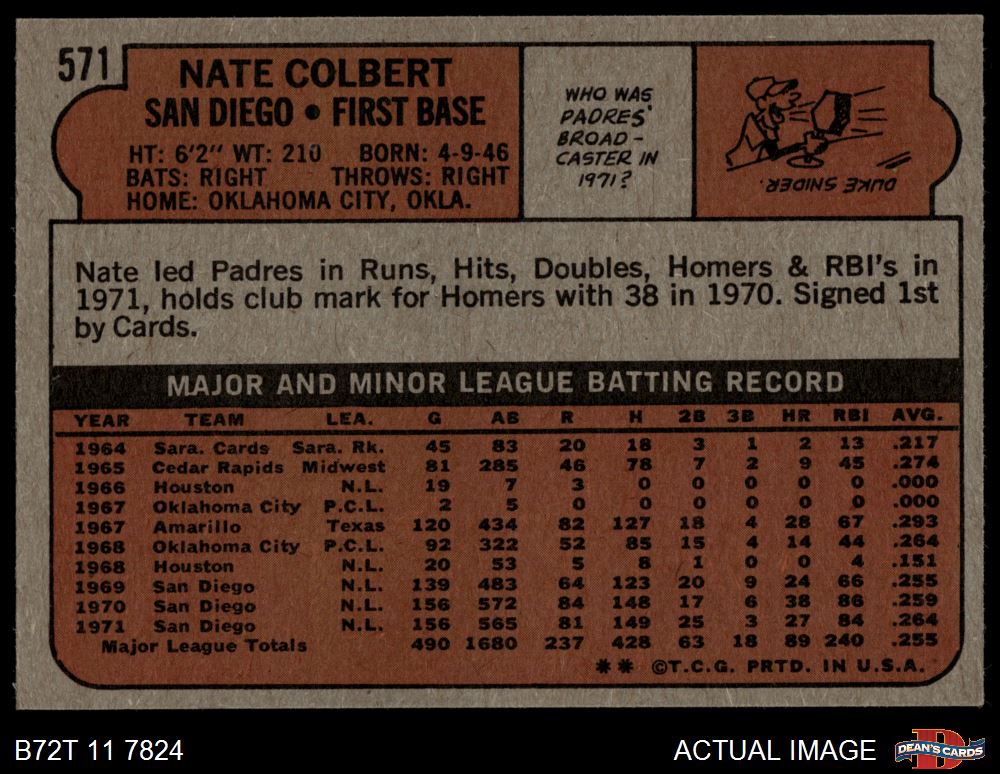 571
NATE COLBERT
SAN DIEGO • FIRST BASE
HT: 6'2" WT: 210 BORN: 4-9-46
BATS: RIGHT THROWS: RIGHT
HOME: OKLAHOMA CITY, OKLA.
WHO WAS
PADRES'
BROAD-
CASTER IN
1971?
DUKE SNIDER.
Nate led Padres in Runs, Hits, Doubles, Homers & RBI's in
1971, holds club mark for Homers with 38 in 1970. Signed 1st
by Cards.
MAJOR AND MINOR LEAGUE BATTING RECORD
YEAR TEAM LEA. G AB R H 2B 3B HR RBI AVG.
1964 Sara. Cards Sara. Rk. 45 83 20 18 3 1 2 13 .217
1965 Cedar Rapids Midwest 81 285 46 78 7 2 9 45 .274
1966 Houston N.L. 19 7 3 0 0 0 0 0 .000
1967 Oklahoma City P.C.L. 2 5 0 0 0 0 0 0 .000
1967 Amarillo Texas 120 434 82 127 18 4 28 67 .293
1968 Oklahoma City P.C.L. 92 322 52 85 15 4 14 44 .264
1968 Houston N.L. 20 53 5 8 1 0 0 4 .151
1969 San Diego N.L. 139 483 64 123 20 9 24 66 .255
1970 San Diego N.L. 156 572 84 148 17 6 38 86 .259
1971 San Diego N.L. 156 565 81 149 25 3 27 84 .264
Major League Totals 490 1680 237 428 63 18 89 240 .255
** ©T.C.G. PRTD. IN U.S.A.
B72T 11 7824
ACTUAL IMAGE
D
DEAN'S CARDS